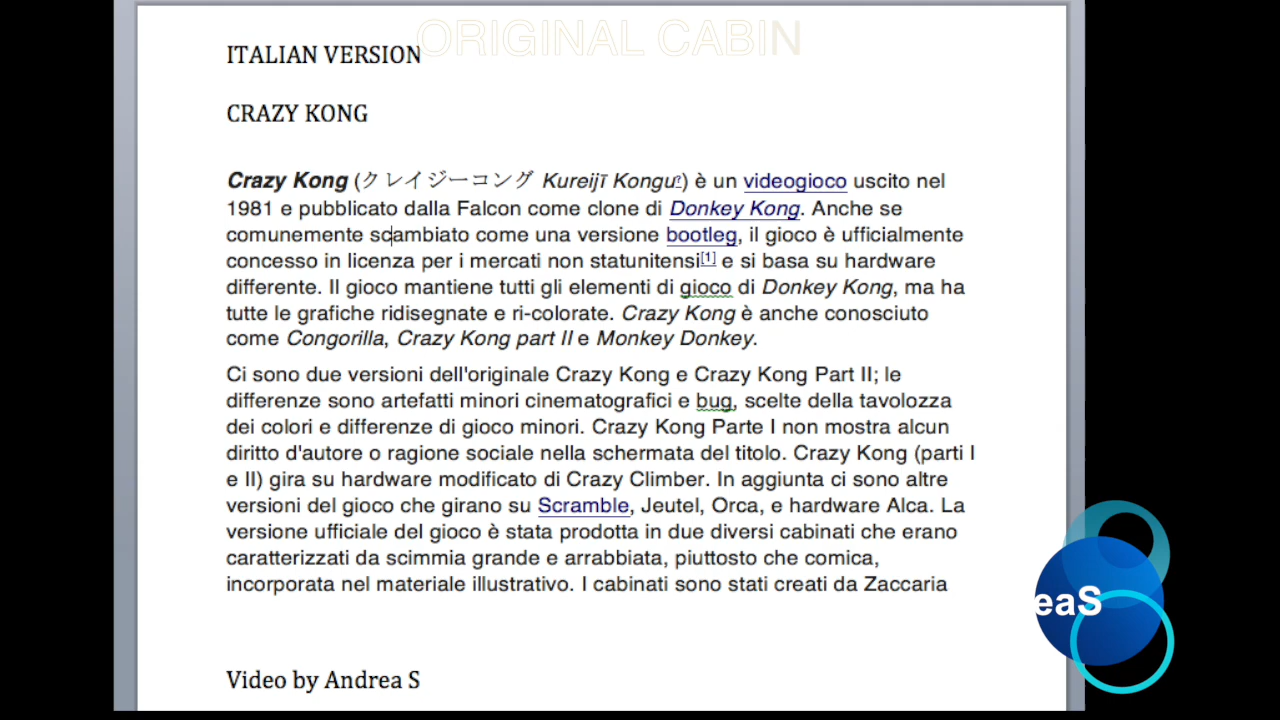 ORIGINAL CABIN
ITALIAN VERSION
CRAZY KONG
Crazy Kong (クレイジーコング Kureijī Kongu?) è un videogioco uscito nel
1981 e pubblicato dalla Falcon come clone di Donkey Kong. Anche se
comunemente scambiato come una versione bootleg, il gioco è ufficialmente
concesso in licenza per i mercati non statunitensi[1] e si basa su hardware
differente. Il gioco mantiene tutti gli elementi di gioco di Donkey Kong, ma ha
tutte le grafiche ridisegnate e ri-colorate. Crazy Kong è anche conosciuto
come Congorilla, Crazy Kong part II e Monkey Donkey.
Ci sono due versioni dell'originale Crazy Kong e Crazy Kong Part II; le
differenze sono artefatti minori cinematografici e bug, scelte della tavolozza
dei colori e differenze di gioco minori. Crazy Kong Parte I non mostra alcun
diritto d'autore o ragione sociale nella schermata del titolo. Crazy Kong (parti I
e II) gira su hardware modificato di Crazy Climber. In aggiunta ci sono altre
versioni del gioco che girano su Scramble, Jeutel, Orca, e hardware Alca. La
versione ufficiale del gioco è stata prodotta in due diversi cabinati che erano
caratterizzati da scimmia grande e arrabbiata, piuttosto che comica,
incorporata nel materiale illustrativo. I cabinati sono stati creati da Zaccaria
eaS
Video by Andrea S